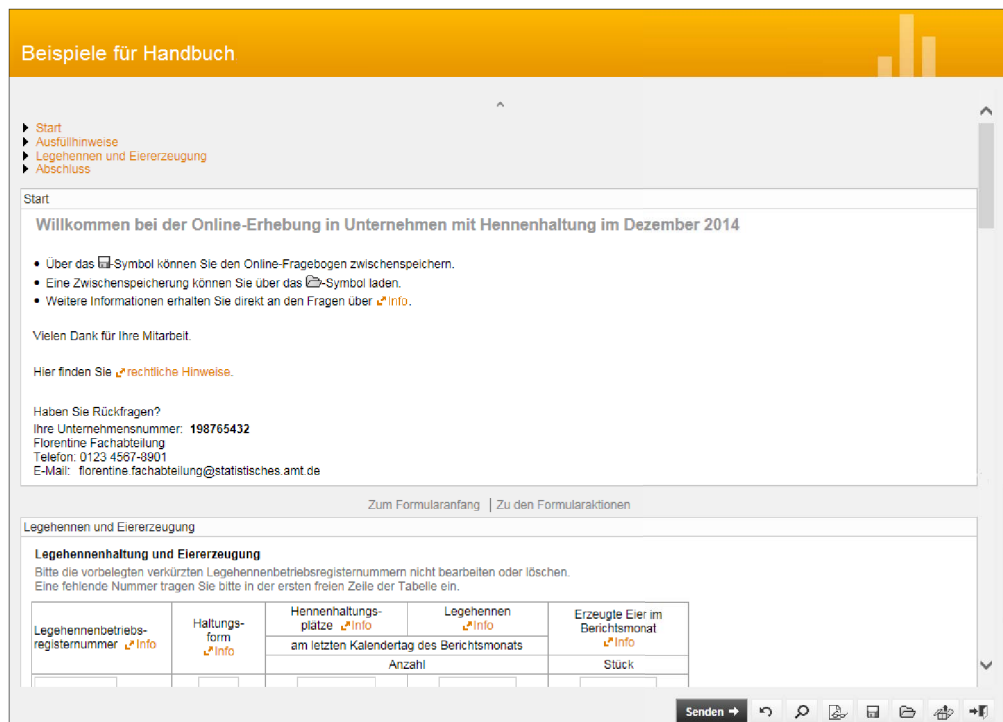 Beispiele für Handbuch
Start
Ausfüllhinweise
Legehennen und Eiererzeugung
Abschluss
Start
Willkommen bei der Online-Erhebung in Unternehmen mit Hennenhaltung im Dezember 2014
• Über das -Symbol können Sie den Online-Fragebogen zwischenspeichern.
• Eine Zwischenspeicherung können Sie über das -Symbol laden.
• Weitere Informationen erhalten Sie direkt an den Fragen über Info.
Vielen Dank für Ihre Mitarbeit.
Hier finden Sie rechtliche Hinweise.
Haben Sie Rückfragen?
Ihre Unternehmensnummer: 198765432
Florentine Fachabteilung
Telefon: 0123 4567-8901
E-Mail: florentine.fachabteilung@statistisches.amt.de
Zum Formularanfang | Zu den Formularaktionen
Legehennen und Eiererzeugung
Legehennenhaltung und Eiererzeugung
Bitte die vorbelegten verkürzten Legehennenbetriebsregisternummern nicht bearbeiten oder löschen.
Eine fehlende Nummer tragen Sie bitte in der ersten freien Zeile der Tabelle ein.
Legehennenbetriebs-
registernummer Info
Haltungs-
form
Info
Hennenhaltungs-
plätze Info
Legehennen
Info
am letzten Kalendertag des Berichtsmonats
Anzahl
Erzeugte Eier im
Berichtsmonat
Info
Stück
Senden